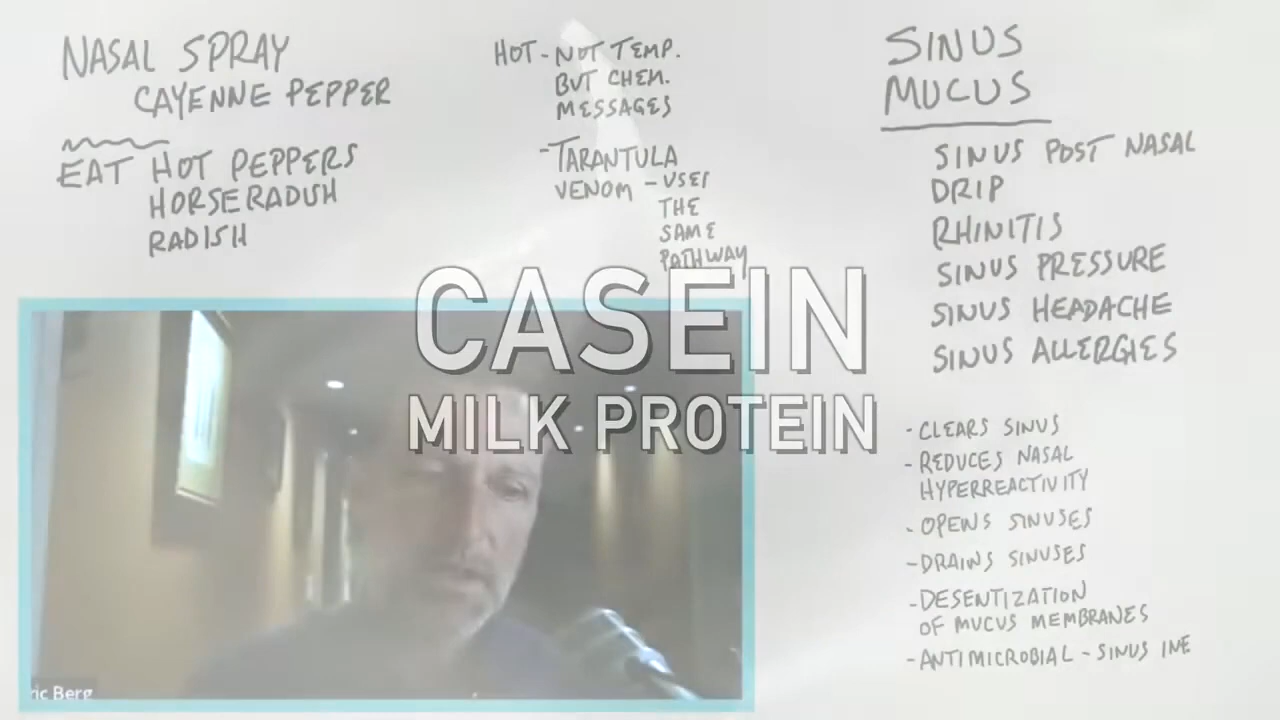 NASAL SPRAY
CAYENNE PEPPER
EAT HOT PEPPERS
HORSERADISH
RADISH
HOT - NOT TEMP.
BUT CHEM.
MESSAGES
- TARANTULA
VENOM - USES
THE
SAME
PATHWAY
SINUS
MUCUS
SINUS POST NASAL
DRIP
RHINITIS
SINUS PRESSURE
SINUS HEADACHE
SINUS ALLERGIES
- CLEARS SINUS
- REDUCES NASAL
HYPERREACTIVITY
- OPENS SINUSES
- DRAINS SINUSES
- DESENTIZATION
OF MUCUS MEMBRANES
- ANTIMICROBIAL - SINUS INF
CASEIN
MILK PROTEIN
ric Berg